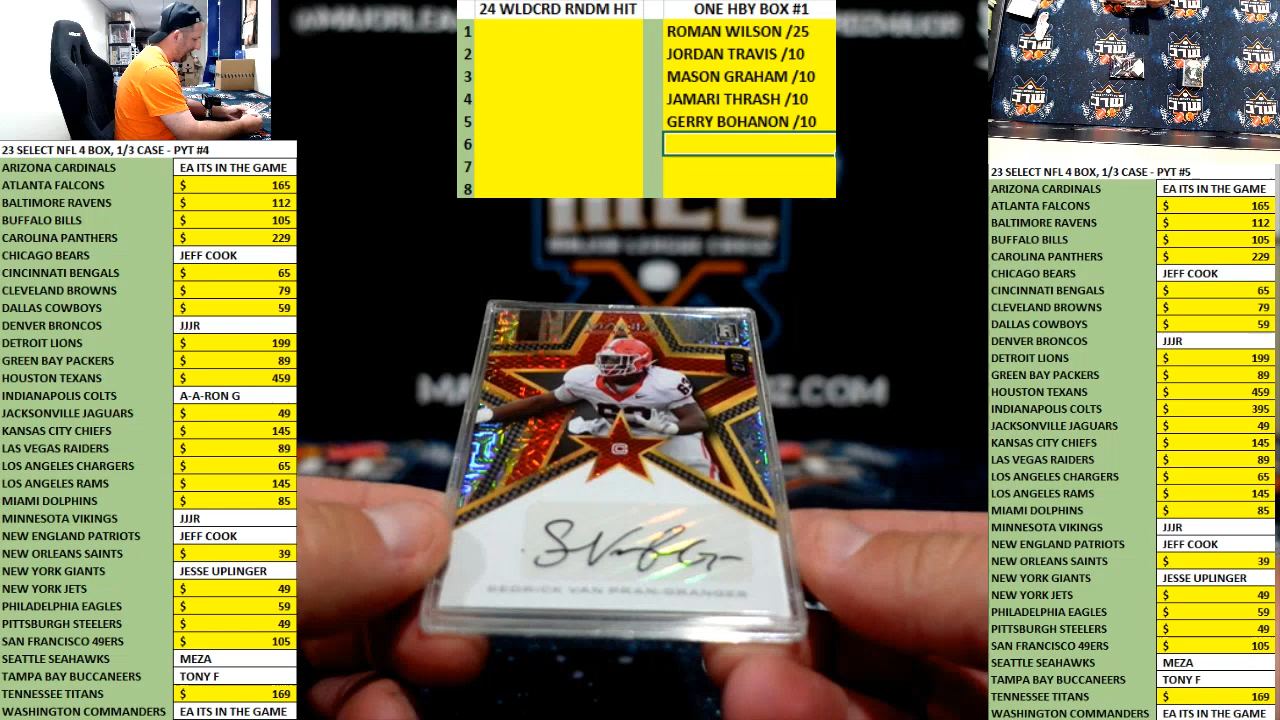 24 WLDCRD RNDM HIT ONE HBY BOX #1
1 ROMAN WILSON /25
2 JORDAN TRAVIS /10
3 MASON GRAHAM /10
4 JAMARI THRASH /10
5 GERRY BOHANON /10
6
7
8
23 SELECT NFL 4 BOX, 1/3 CASE - PYT #4
ARIZONA CARDINALS EA ITS IN THE GAME
ATLANTA FALCONS $ 165
BALTIMORE RAVENS $ 112
BUFFALO BILLS $ 105
CAROLINA PANTHERS $ 229
CHICAGO BEARS JEFF COOK
CINCINNATI BENGALS $ 65
CLEVELAND BROWNS $ 79
DALLAS COWBOYS $ 59
DENVER BRONCOS JJJR
DETROIT LIONS $ 199
GREEN BAY PACKERS $ 89
HOUSTON TEXANS $ 459
INDIANAPOLIS COLTS A-A-RON G
JACKSONVILLE JAGUARS $ 49
KANSAS CITY CHIEFS $ 145
LAS VEGAS RAIDERS $ 89
LOS ANGELES CHARGERS $ 65
LOS ANGELES RAMS $ 145
MIAMI DOLPHINS $ 85
MINNESOTA VIKINGS JJJR
NEW ENGLAND PATRIOTS JEFF COOK
NEW ORLEANS SAINTS $ 39
NEW YORK GIANTS JESSE UPLINGER
NEW YORK JETS $ 49
PHILADELPHIA EAGLES $ 59
PITTSBURGH STEELERS $ 49
SAN FRANCISCO 49ERS $ 105
SEATTLE SEAHAWKS MEZA
TAMPA BAY BUCCANEERS TONY F
TENNESSEE TITANS $ 169
WASHINGTON COMMANDERS EA ITS IN THE GAME
MAJOR LEAGUE
SEDRICK VAN PRAN-GRANGER
23 SELECT NFL 4 BOX, 1/3 CASE - PYT #5
ARIZONA CARDINALS EA ITS IN THE GAME
ATLANTA FALCONS $ 165
BALTIMORE RAVENS $ 112
BUFFALO BILLS $ 105
CAROLINA PANTHERS $ 229
CHICAGO BEARS JEFF COOK
CINCINNATI BENGALS $ 65
CLEVELAND BROWNS $ 79
DALLAS COWBOYS $ 59
DENVER BRONCOS JJJR
DETROIT LIONS $ 199
GREEN BAY PACKERS $ 89
HOUSTON TEXANS $ 459
INDIANAPOLIS COLTS $ 395
JACKSONVILLE JAGUARS $ 49
KANSAS CITY CHIEFS $ 145
LAS VEGAS RAIDERS $ 89
LOS ANGELES CHARGERS $ 65
LOS ANGELES RAMS $ 145
MIAMI DOLPHINS $ 85
MINNESOTA VIKINGS JJJR
NEW ENGLAND PATRIOTS JEFF COOK
NEW ORLEANS SAINTS $ 39
NEW YORK GIANTS JESSE UPLINGER
NEW YORK JETS $ 49
PHILADELPHIA EAGLES $ 59
PITTSBURGH STEELERS $ 49
SAN FRANCISCO 49ERS $ 105
SEATTLE SEAHAWKS MEZA
TAMPA BAY BUCCANEERS TONY F
TENNESSEE TITANS $ 169
WASHINGTON COMMANDERS EA ITS IN THE GAME